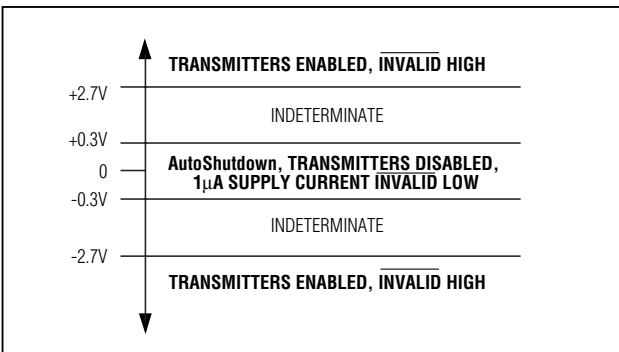 TRANSMITTERS ENABLED, INVALID HIGH
+2.7V
INDETERMINATE
+0.3V
AutoShutdown, TRANSMITTERS DISABLED,
0
1μA SUPPLY CURRENT INVALID LOW
-0.3V
INDETERMINATE
-2.7V
TRANSMITTERS ENABLED, INVALID HIGH